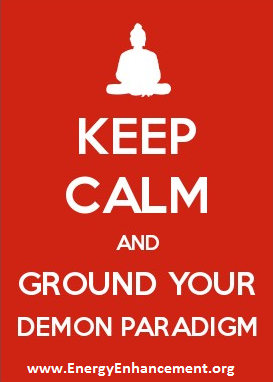 KEEP
CALM
AND
GROUND YOUR
DEMON PARADIGM
www.EnergyEnhancement.org